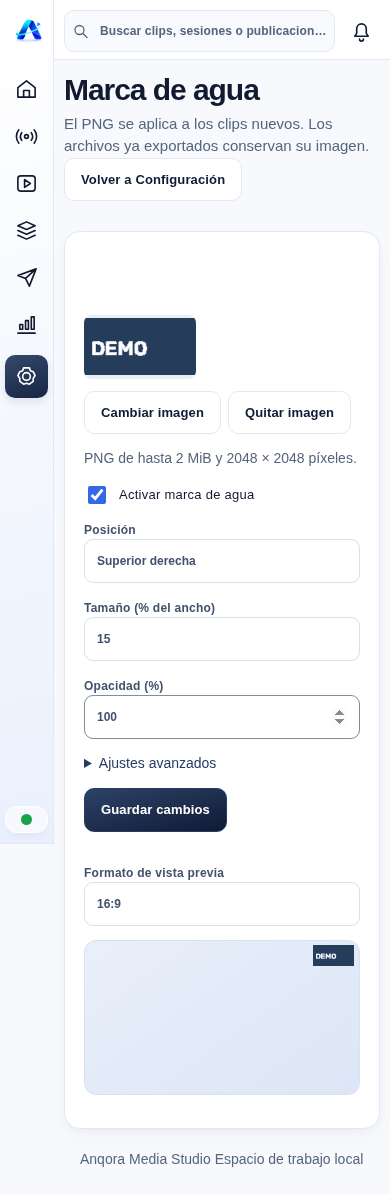 Buscar clips, sesiones o publicacion…
Marca de agua
El PNG se aplica a los clips nuevos. Los
archivos ya exportados conservan su imagen.
Volver a Configuración
DEMO
Cambiar imagen
Quitar imagen
PNG de hasta 2 MiB y 2048 × 2048 píxeles.
Activar marca de agua
Posición
Superior derecha
Tamaño (% del ancho)
15
Opacidad (%)
100
Ajustes avanzados
Guardar cambios
Formato de vista previa
16:9
DEMO
Anqora Media Studio Espacio de trabajo local